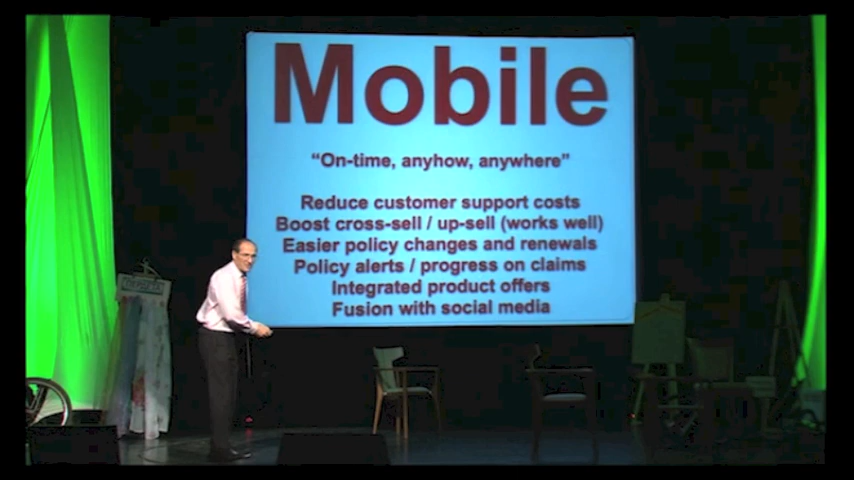 Mobile
“On-time, anyhow, anywhere”
Reduce customer support costs
Boost cross-sell / up-sell (works well)
Easier policy changes and renewals
Policy alerts / progress on claims
Integrated product offers
Fusion with social media